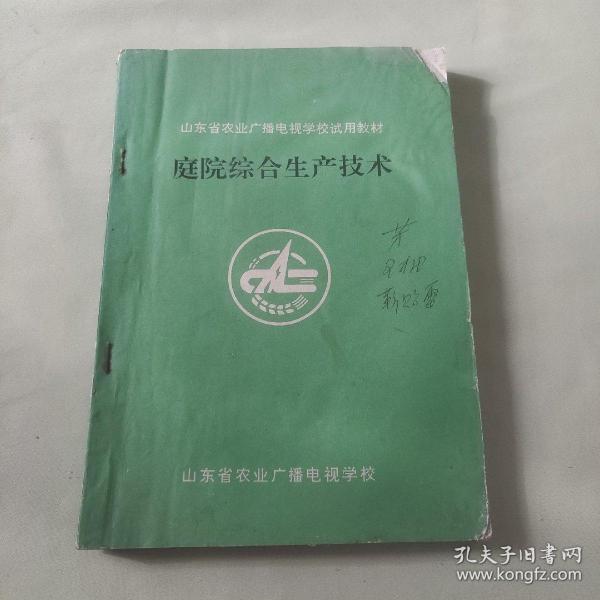 山东省农业广播电视学校试用教材
庭院综合生产技术
山东省农业广播电视学校
孔夫子旧书网
www.kongfz.com